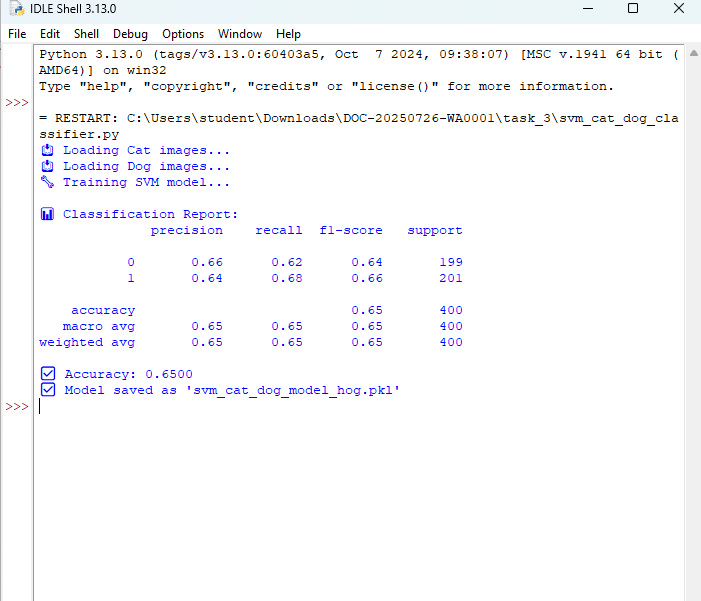 IDLE Shell 3.13.0
File Edit Shell Debug Options Window Help
Python 3.13.0 (tags/v3.13.0:60403a5, Oct  7 2024, 09:38:07) [MSC v.1941 64 bit (
AMD64)] on win32
Type "help", "copyright", "credits" or "license()" for more information.
>>>
= RESTART: C:\Users\student\Downloads\DOC-20250726-WA0001\task_3\svm_cat_dog_cla
ssifier.py
Loading Cat images...
Loading Dog images...
Training SVM model...
Classification Report:
precision    recall  f1-score   support
0       0.66      0.62      0.64       199
1       0.64      0.68      0.66       201
accuracy                           0.65       400
macro avg       0.65      0.65      0.65       400
weighted avg       0.65      0.65      0.65       400
Accuracy: 0.6500
Model saved as 'svm_cat_dog_model_hog.pkl'
>>>